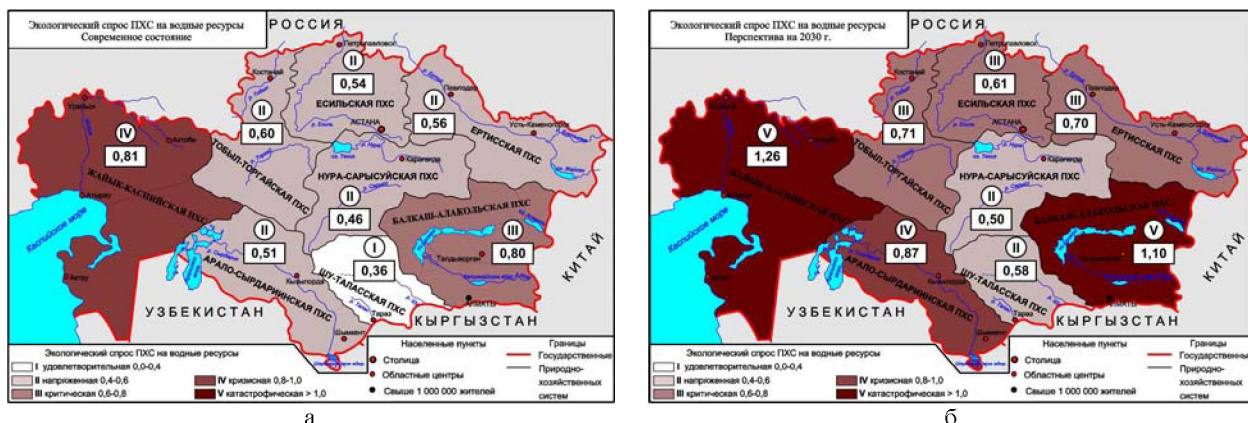 Экологический спрос ПХС на водные ресурсы
Современное состояние
РОССИЯ
Петропавловск
Костанай
II
0,54
ЕСИЛЬСКАЯ ПХС
II
0,56
Павлодар
Уральск
IV
0,81
Актобе
II
0,60
АСТАНА
Усть-Каменогорск
ЕРТИССКАЯ ПХС
ТОБЫЛ-ТОРГАЙСКАЯ ПХС
Караганда
НУРА-САРЫСУЙСКАЯ ПХС
Атырау
ЖАЙЫК-КАСПИЙСКАЯ ПХС
II
0,46
БАЛКАШ-АЛАКОЛЬСКАЯ ПХС
III
0,80
Каспийское море
II
0,51
I
0,36
Талдыкорган
КИТАЙ
Актау
АРАЛО-СЫРДАРИИНСКАЯ ПХС
Кызылорда
ШУ-ТАЛАССКАЯ ПХС
АЛМАТЫ
УЗБЕКИСТАН
Тараз
КЫРГЫЗСТАН
Шымкент
Экологический спрос ПХС на водные ресурсы
I удовлетворительная 0,0-0,4
II напряженная 0,4-0,6
III критическая 0,6-0,8
IV кризисная 0,8-1,0
V катастрофическая > 1,0
Населенные пункты
Столица
Областные центры
Свыше 1 000 000 жителей
Границы
Государственные
Природно-
хозяйственных
систем
а
Экологический спрос ПХС на водные ресурсы
Перспектива на 2030 г.
РОССИЯ
Петропавловск
Костанай
III
0,61
ЕСИЛЬСКАЯ ПХС
III
0,70
Павлодар
V
1,26
III
0,71
АСТАНА
Усть-Каменогорск
ЕРТИССКАЯ ПХС
ТОБЫЛ-ТОРГАЙСКАЯ ПХС
Караганда
НУРА-САРЫСУЙСКАЯ ПХС
ЖАЙЫК-КАСПИЙСКАЯ ПХС
II
0,50
БАЛКАШ-АЛАКОЛЬСКАЯ ПХС
V
1,10
Каспийское море
IV
0,87
II
0,58
КИТАЙ
АРАЛО-СЫРДАРИИНСКАЯ ПХС
Кызылорда
ШУ-ТАЛАССКАЯ ПХС
УЗБЕКИСТАН
Тараз
КЫРГЫЗСТАН
Шымкент
Экологический спрос ПХС на водные ресурсы
I удовлетворительная 0,0-0,4
II напряженная 0,4-0,6
III критическая 0,6-0,8
IV кризисная 0,8-1,0
V катастрофическая > 1,0
Населенные пункты
Столица
Областные центры
Свыше 1 000 000 жителей
Границы
Государственные
Природно-
хозяйственных
систем
б